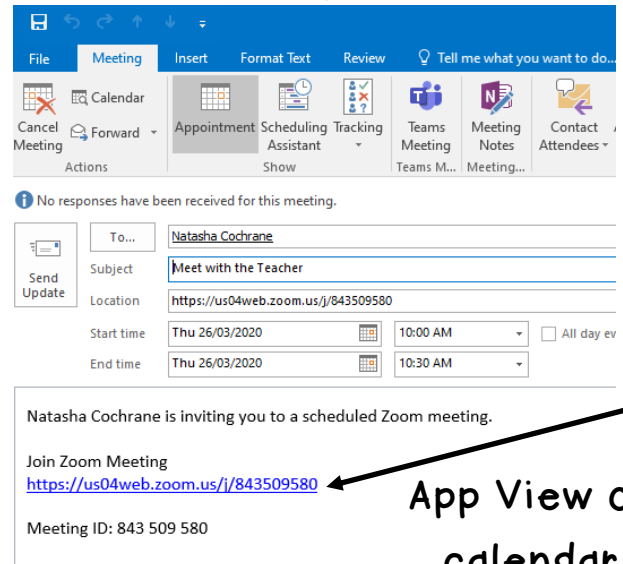 File Meeting Insert Format Text Review Tell me what you want to do...
Calendar
Cancel Meeting Forward Appointment Scheduling Assistant Tracking Teams Meeting Meeting Notes Contact Attendees
Actions Show Teams M... Meeting...
No responses have been received for this meeting.
To... Natasha Cochrane
Send Update
Subject Meet with the Teacher
Location https://us04web.zoom.us/j/843509580
Start time Thu 26/03/2020 10:00 AM All day ev
End time Thu 26/03/2020 10:30 AM
Natasha Cochrane is inviting you to a scheduled Zoom meeting.
Join Zoom Meeting
https://us04web.zoom.us/j/843509580
App View
Meeting ID: 843 509 580
calendar